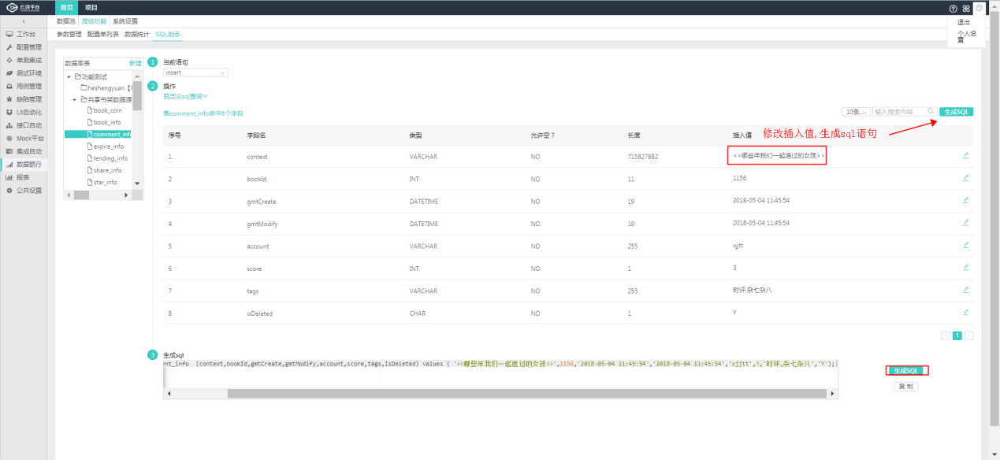 云效平台 首页 项目
数据池 高级功能 系统设置
退出
个人设置
参数管理 配置单列表 数据统计 SQL助手
工作台
配置管理
单测集成
测试环境
用例管理
缺陷管理
UI自动化
接口自动
Mock平台
集成自动
数据银行
报表
公共设置
数据库表 新增
功能测试
heshengyuan
共享书架数据源
book_coin
book_info
comment_info
expire_info
lending_info
share_info
star_info
1 当前语句
insert
2 操作
自定义sql查询
表comment_info命中8个字段
10条... 输入搜索内容 生成SQL
修改插入值,生成sql语句
序号 字段名 类型 允许空? 长度 插入值
1 context VARCHAR NO 715827882 <<哪些年我们一起追过的女孩>>
2 bookId INT NO 11 1156
3 gmtCreate DATETIME NO 19 2018-05-04 11:45:54
4 gmtModify DATETIME NO 19 2018-05-04 11:45:54
5 account VARCHAR NO 255 xjjtt
6 score INT NO 1 3
7 tags VARCHAR NO 255 时评,杂七杂八
8 isDeleted CHAR NO 1 Y
< 1 >
3 生成sql
nt_info (context,bookId,gmtCreate,gmtModify,account,score,tags,isDeleted) values ( '<<哪些年我们一起追过的女孩>>',1156,'2018-05-04 11:45:54','2018-05-04 11:45:54','xjjtt',3,'时评,杂七杂八','Y');
生成SQL
复制